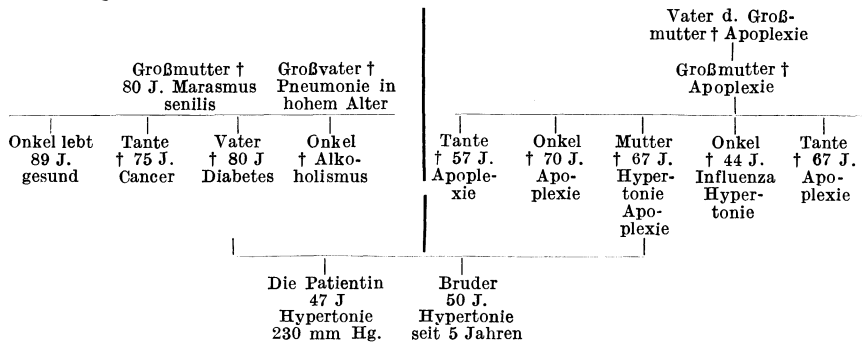 Vater d. Groß-
mutter † Apoplexie
Großmutter †
80 J. Marasmus
senilis
Großvater †
Pneumonie in
hohem Alter
Großmutter †
Apoplexie
Onkel lebt
89 J.
gesund
Tante
† 75 J.
Cancer
Vater
† 80 J
Diabetes
Onkel
† Alko-
holismus
Tante
† 57 J.
Apople-
xie
Onkel
† 70 J.
Apo-
plexie
Mutter
† 67 J.
Hyper-
tonie
Apo-
plexie
Onkel
† 44 J.
Influenza
Hyper-
tonie
Tante
† 67 J.
Apo-
plexie
Die Patientin
47 J
Hypertonie
230 mm Hg.
Bruder
50 J.
Hypertonie
seit 5 Jahren